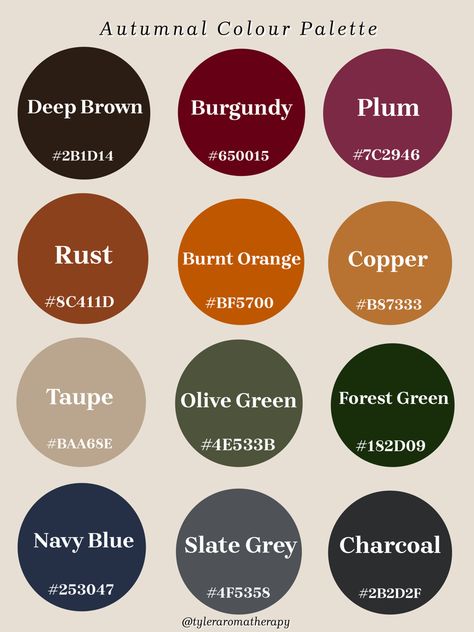 Autumnal Colour Palette
Deep Brown
#2B1D14
Burgundy
#650015
Plum
#7C2946
Rust
#8C411D
Burnt Orange
#BF5700
Copper
#B87333
Taupe
#BAA68E
Olive Green
#4E533B
Forest Green
#182D09
Navy Blue
#253047
Slate Grey
#4F5358
Charcoal
#2B2D2F
@tyleraromatherapy